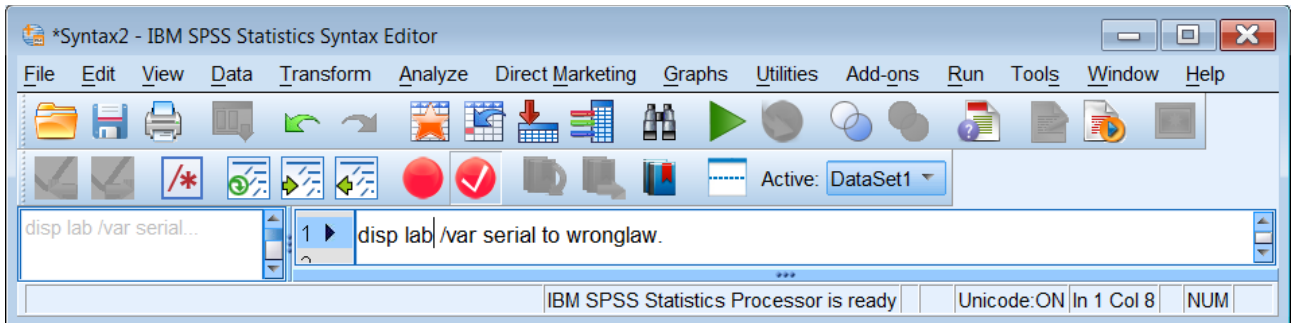 *Syntax2 - IBM SPSS Statistics Syntax Editor
File Edit View Data Transform Analyze Direct Marketing Graphs Utilities Add-ons Run Tools Window Help
/* Active: DataSet1
disp lab /var serial...
1 disp lab /var serial to wronglaw.
IBM SPSS Statistics Processor is ready Unicode:ON In 1 Col 8 NUM